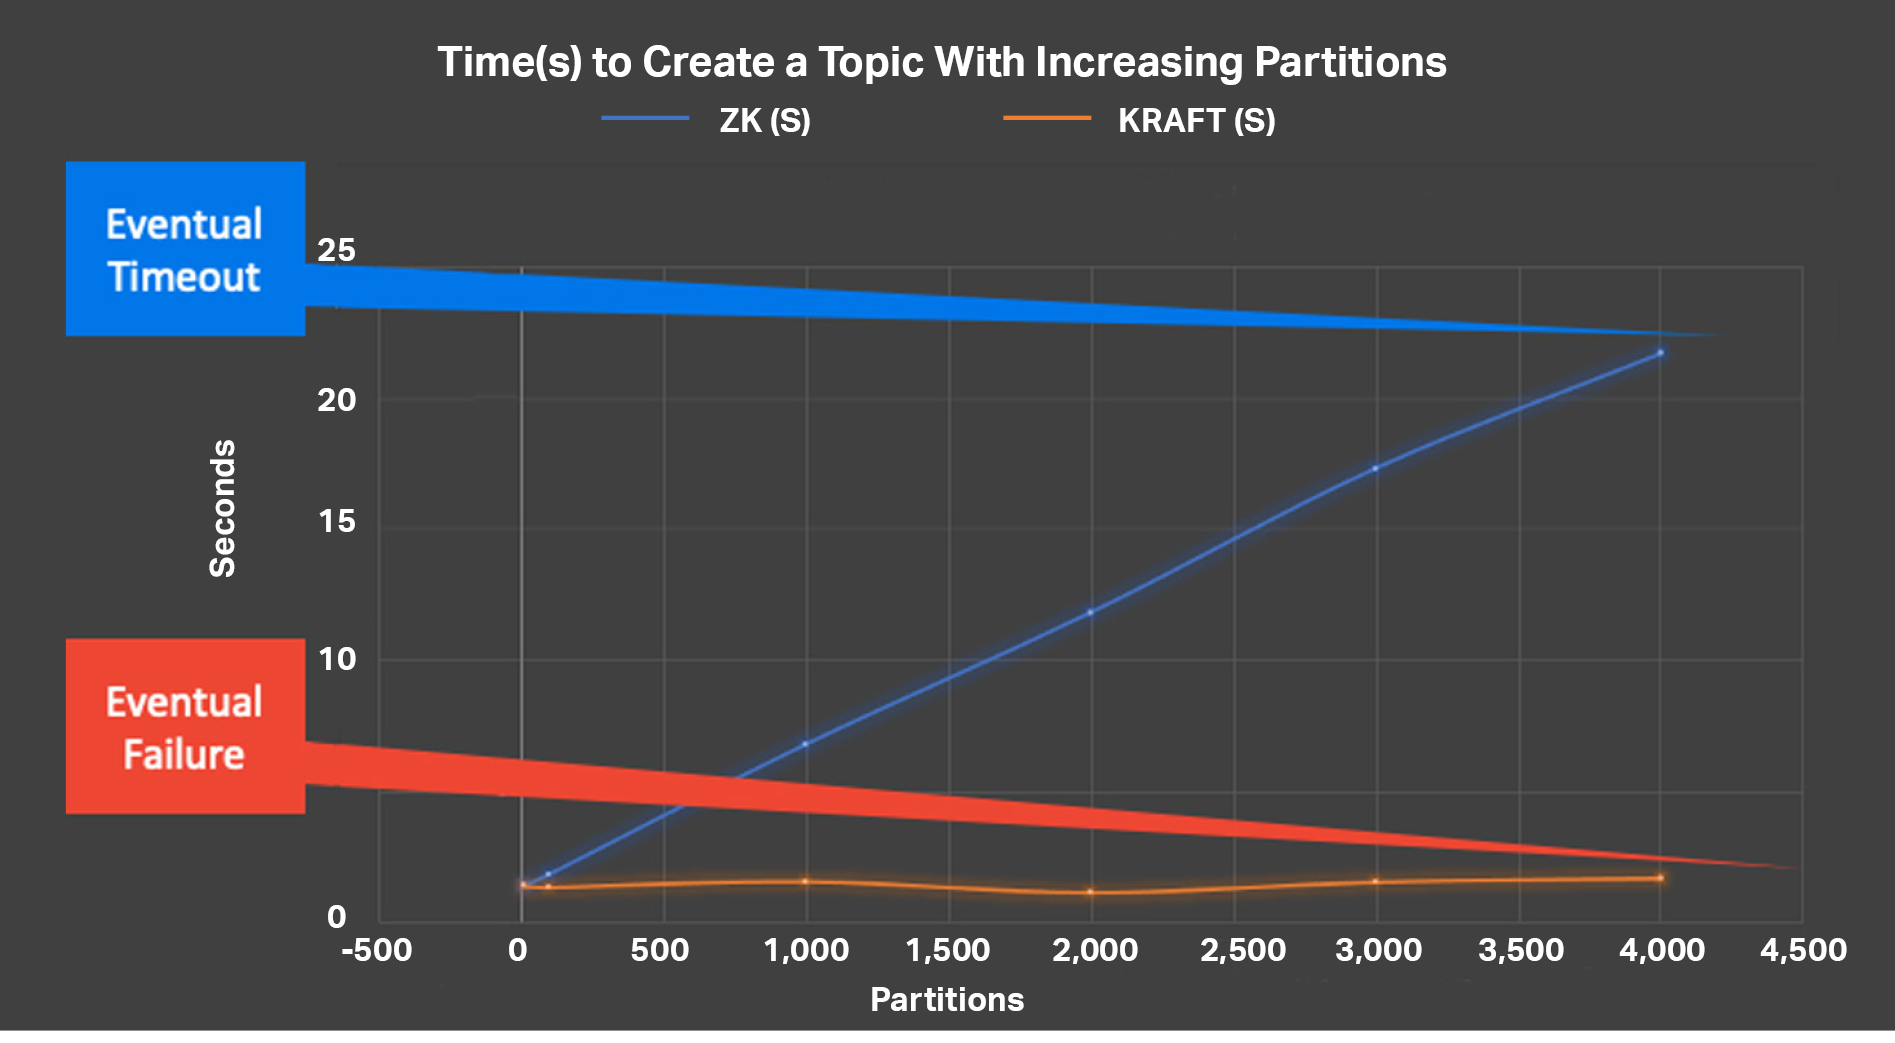 Time(s) to Create a Topic With Increasing Partitions
ZK (S)
KRAFT (S)
Eventual
Timeout
25
20
Seconds
15
10
Eventual
Failure
0
-500
0
500
1,000
1,500
2,000
2,500
3,000
3,500
4,000
4,500
Partitions